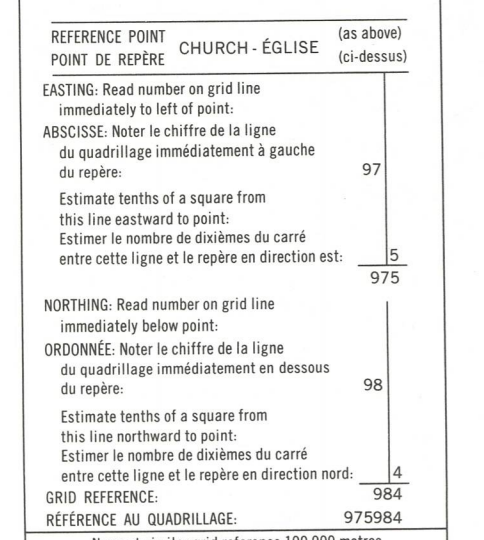 REFERENCE POINT CHURCH - ÉGLISE (as above)
POINT DE REPÈRE (ci-dessus)
EASTING: Read number on grid line
immediately to left of point:
ABSCISSE: Noter le chiffre de la ligne
du quadrillage immédiatement à gauche
du repère: 97
Estimate tenths of a square from
this line eastward to point:
Estimer le nombre de dixièmes du carré
entre cette ligne et le repère en direction est: 5
975
NORTHING: Read number on grid line
immediately below point:
ORDONNÉE: Noter le chiffre de la ligne
du quadrillage immédiatement en dessous
du repère: 98
Estimate tenths of a square from
this line northward to point:
Estimer le nombre de dixièmes du carré
entre cette ligne et le repère en direction nord: 4
GRID REFERENCE: 984
RÉFÉRENCE AU QUADRILLAGE: 975984